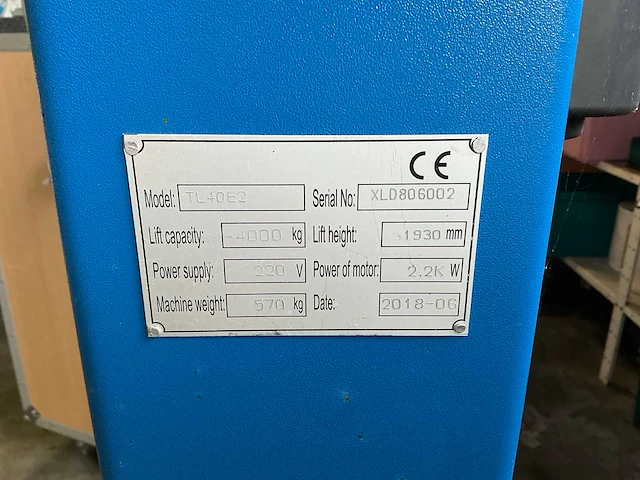 CE
Model: TL40E2 Serial No: XLD806002
Lift capacity: -4000 kg Lift height: -1930 mm
Power supply: 220 V Power of motor: 2.2K W
Machine weight: 570 kg Date: 2018-06